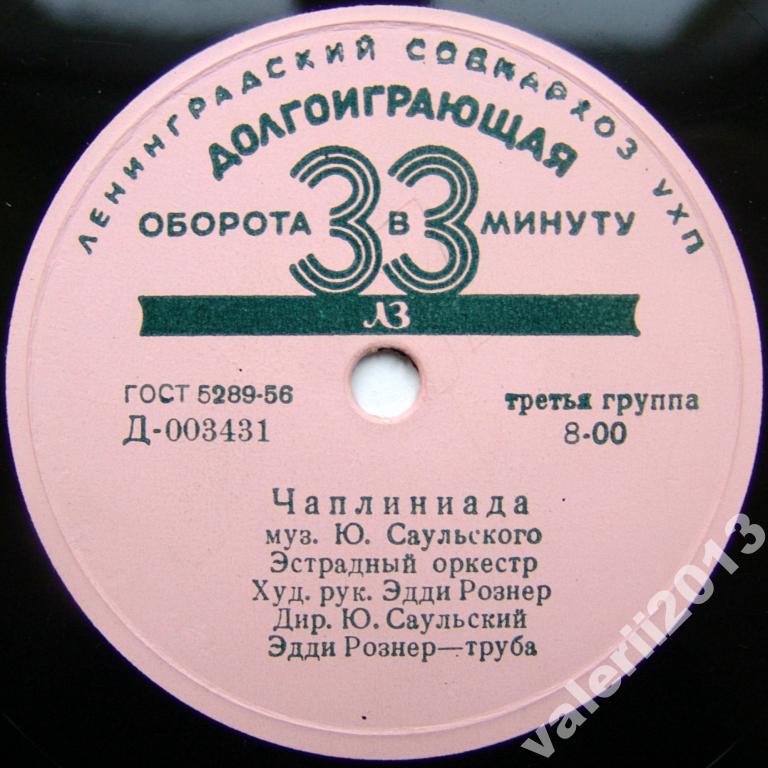 ЛЕНИНГРАДСКИЙ СОВНАРХОЗ УХП
ДОЛГОИГРАЮЩАЯ
ОБОРОТА 33 В МИНУТУ
ЛЗ
ГОСТ 5289-56
третья группа
Д-003431
8-00
Чаплиниада
муз. Ю. Саульского
Эстрадный оркестр
Худ. рук. Эдди Рознер
Дир. Ю. Саульский
Эдди Рознер—труба
valerii2013